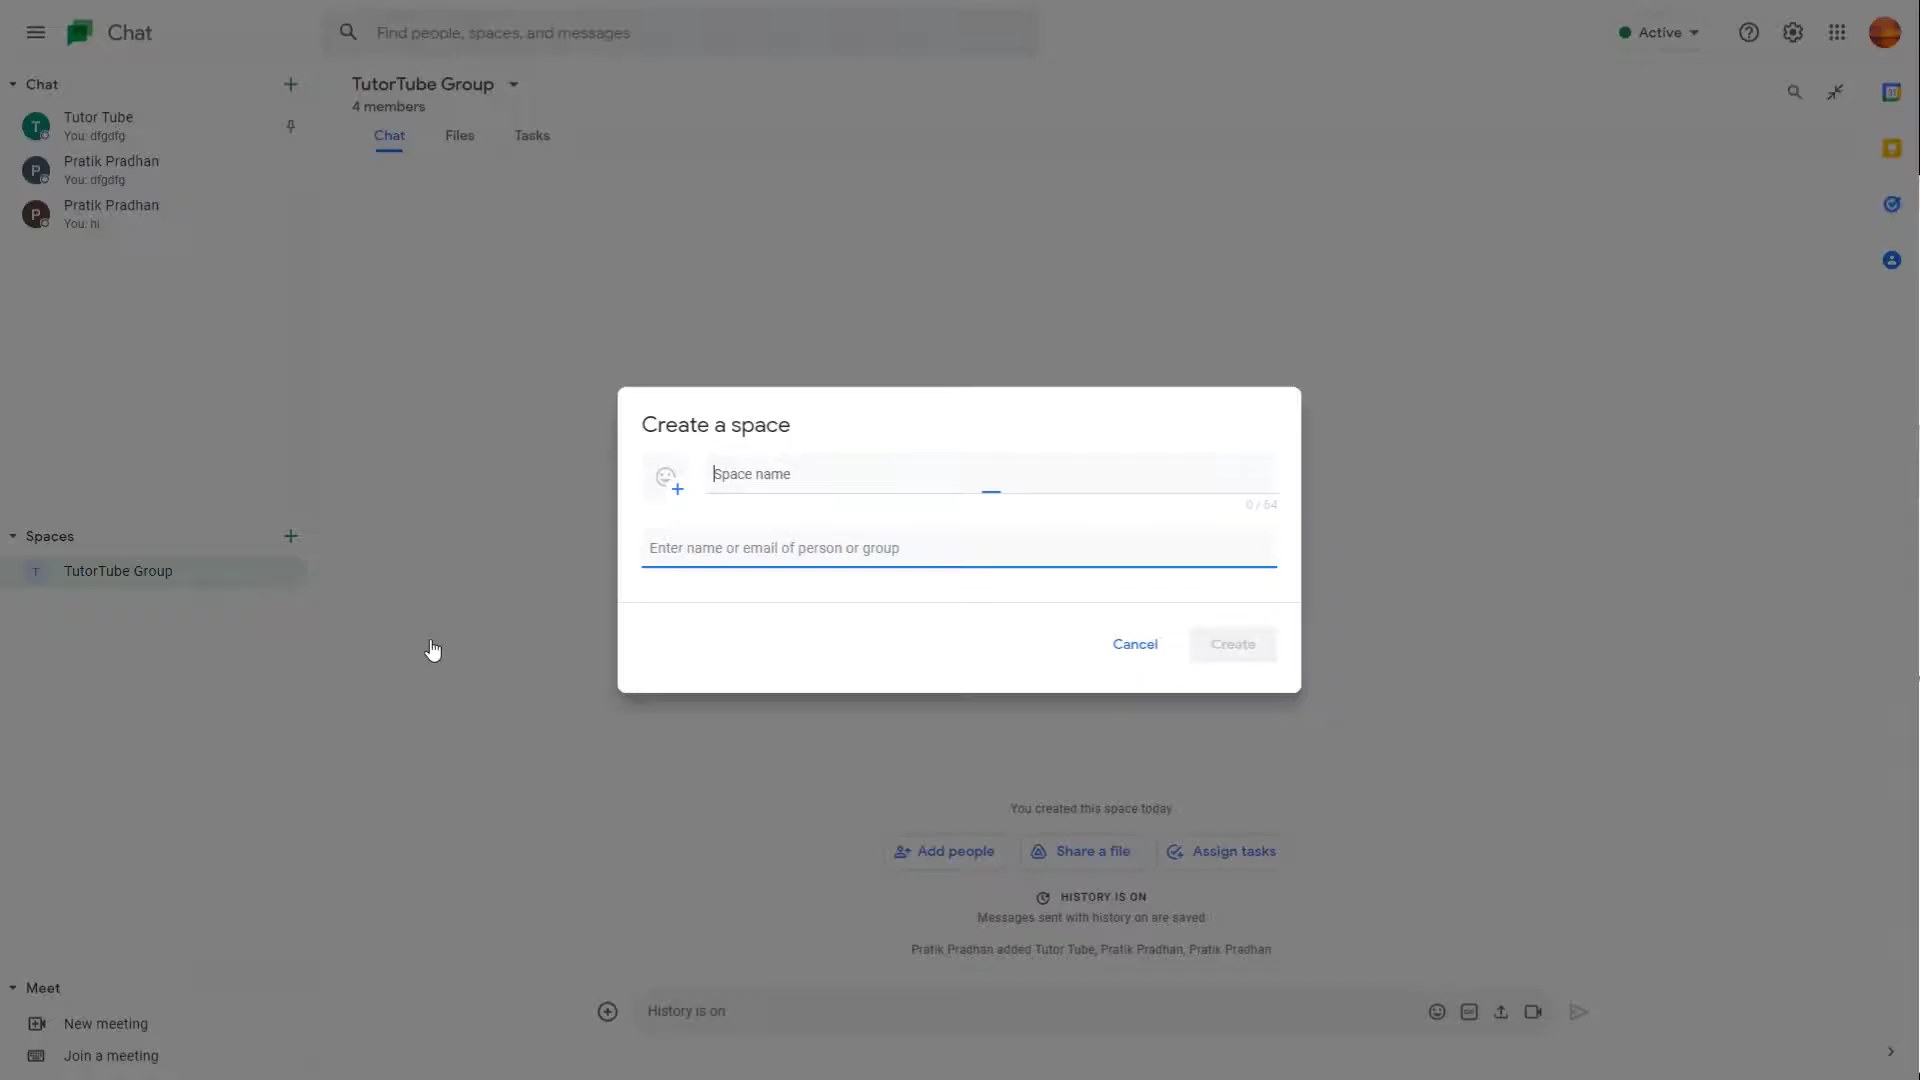 Chat
Find people, spaces, and messages
Active
Chat
Tutor Tube
You: dfgdfg
Pratik Pradhan
You: dfgdfg
Pratik Pradhan
You: hi
TutorTube Group
4 members
Chat Files Tasks
Create a space
Space name
0 / 64
Enter name or email of person or group
Cancel Create
Spaces
T TutorTube Group
You created this space today
Add people Share a file Assign tasks
HISTORY IS ON
Messages sent with history on are saved
Pratik Pradhan added Tutor Tube, Pratik Pradhan, Pratik Pradhan
Meet
New meeting
Join a meeting
History is on
T
P
P
31
GIF